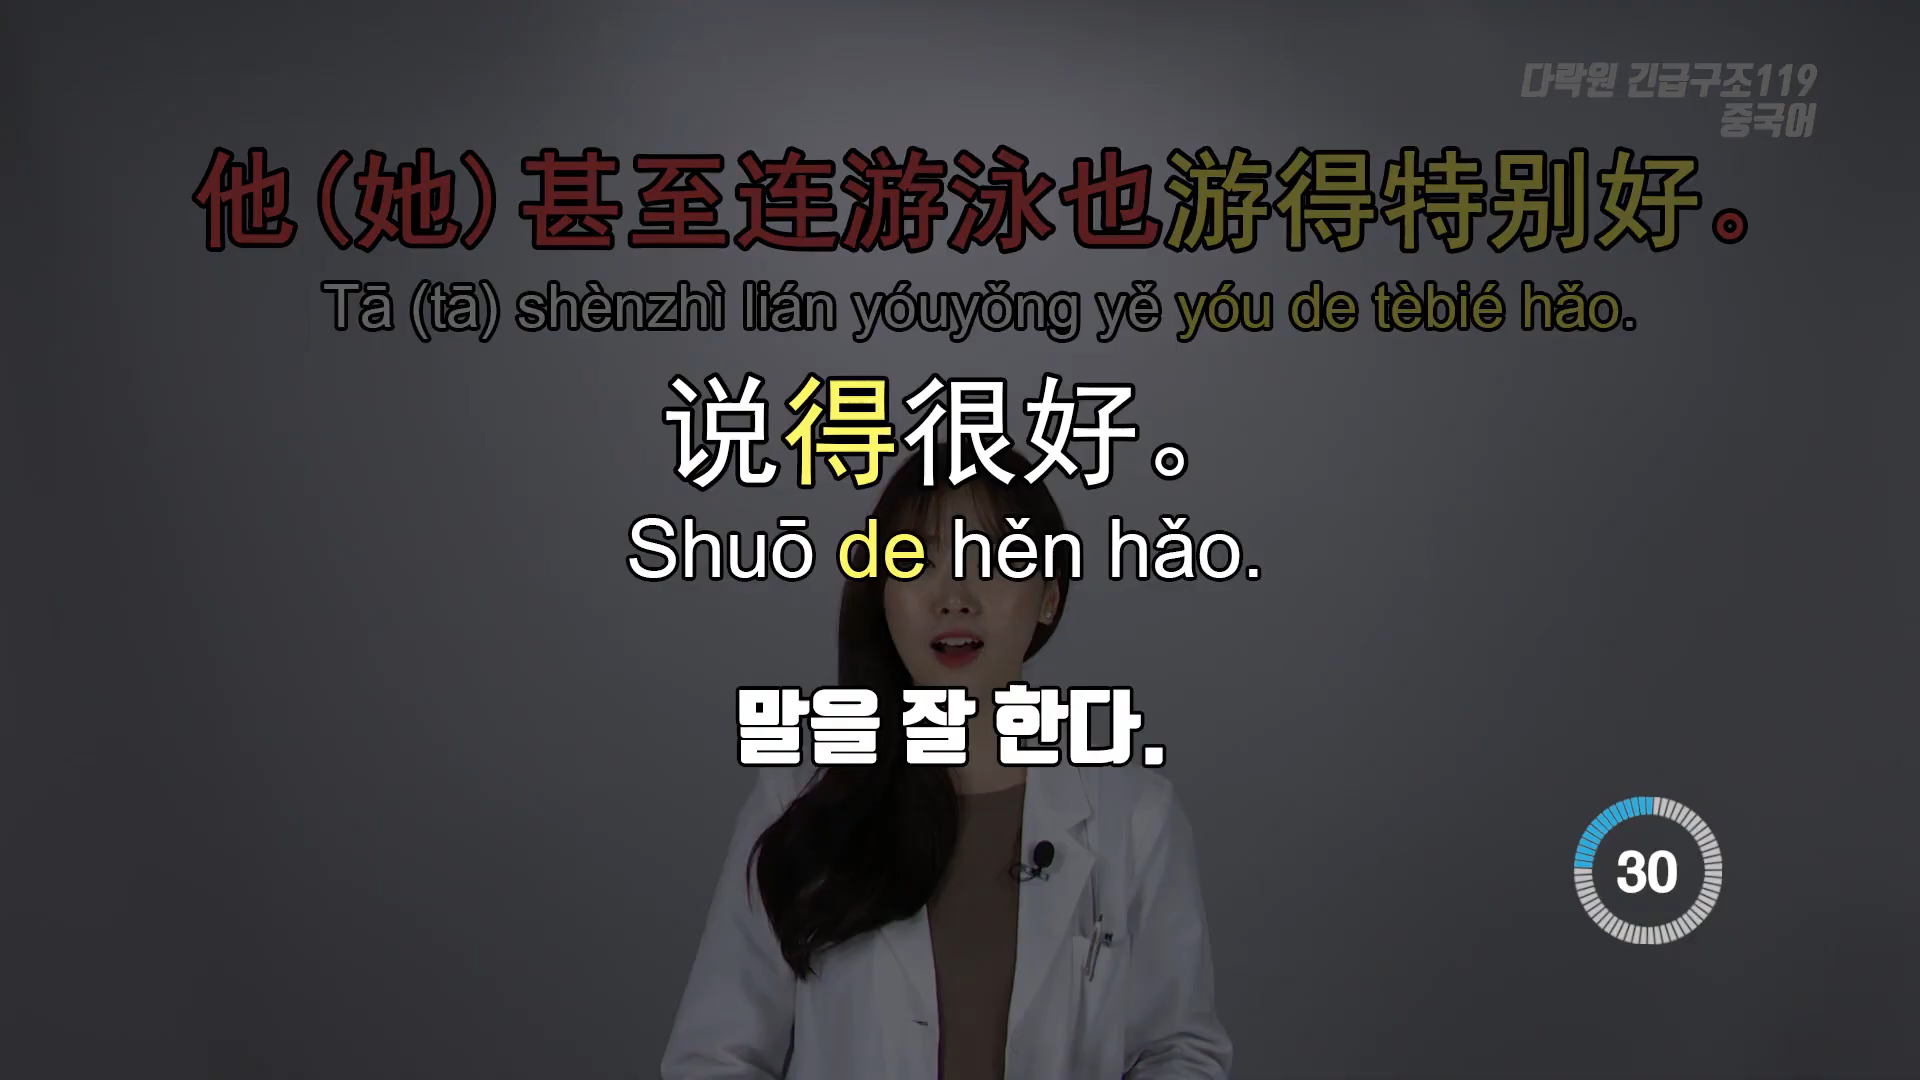 다락원 긴급구조119
중국어
他(她)甚至连游泳也游得特别好。
Tā (tā) shènzhì lián yóuyǒng yě yóu de tèbié hǎo.
说得很好。
Shuō de hěn hǎo.
말을 잘 한다.
30